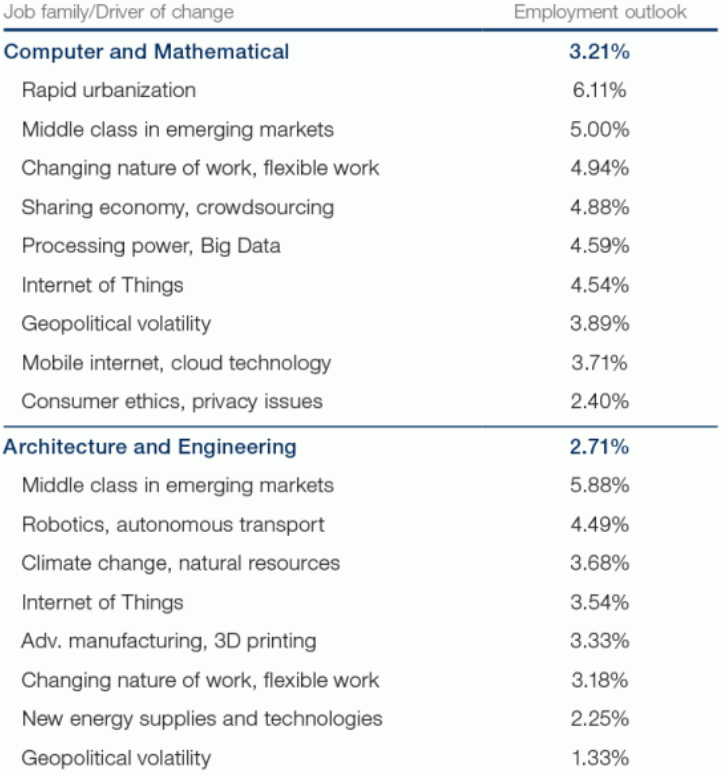 Job family/Driver of change Employment outlook
Computer and Mathematical 3.21%
Rapid urbanization 6.11%
Middle class in emerging markets 5.00%
Changing nature of work, flexible work 4.94%
Sharing economy, crowdsourcing 4.88%
Processing power, Big Data 4.59%
Internet of Things 4.54%
Geopolitical volatility 3.89%
Mobile internet, cloud technology 3.71%
Consumer ethics, privacy issues 2.40%
Architecture and Engineering 2.71%
Middle class in emerging markets 5.88%
Robotics, autonomous transport 4.49%
Climate change, natural resources 3.68%
Internet of Things 3.54%
Adv. manufacturing, 3D printing 3.33%
Changing nature of work, flexible work 3.18%
New energy supplies and technologies 2.25%
Geopolitical volatility 1.33%